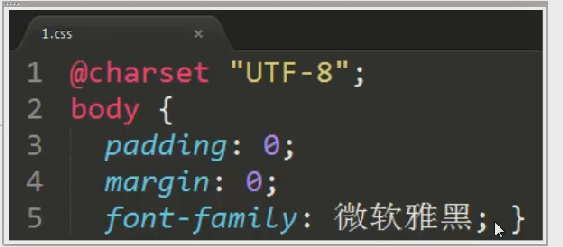 1.css ×
1 @charset "UTF-8";
2 body {
3 padding: 0;
4 margin: 0;
5 font-family: 微软雅黑; }